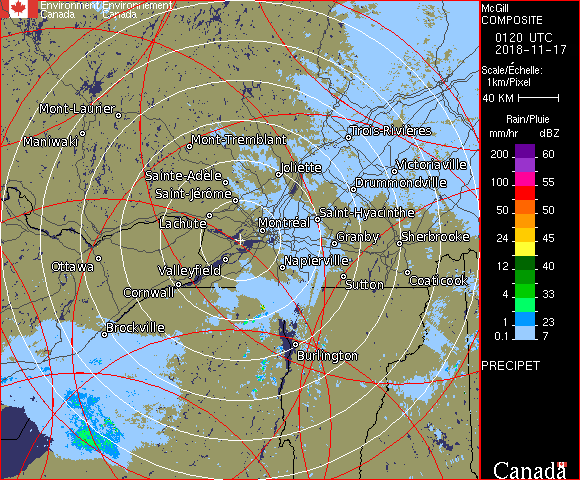 Environment Environnement
Canada Canada
McGill
COMPOSITE
0120 UTC
2018-11-17
Scale/Échelle:
1km/Pixel
40 KM
Rain/Pluie
mm/hr dBZ
200 60
100 55
50 50
24 45
12 40
4 33
1 23
0.1 7
PRECIPET
Canada
Mont-Laurier
Maniwaki
Mont-Tremblant
Trois-Rivières
Joliette
Victoriaville
Sainte-Adèle
Drummondville
Saint-Jérôme
Saint-Hyacinthe
Lachute
Montréal
Granby
Sherbrooke
Ottawa
Valleyfield
Napierville
Sutton
Coaticook
Cornwall
Brockville
Burlington